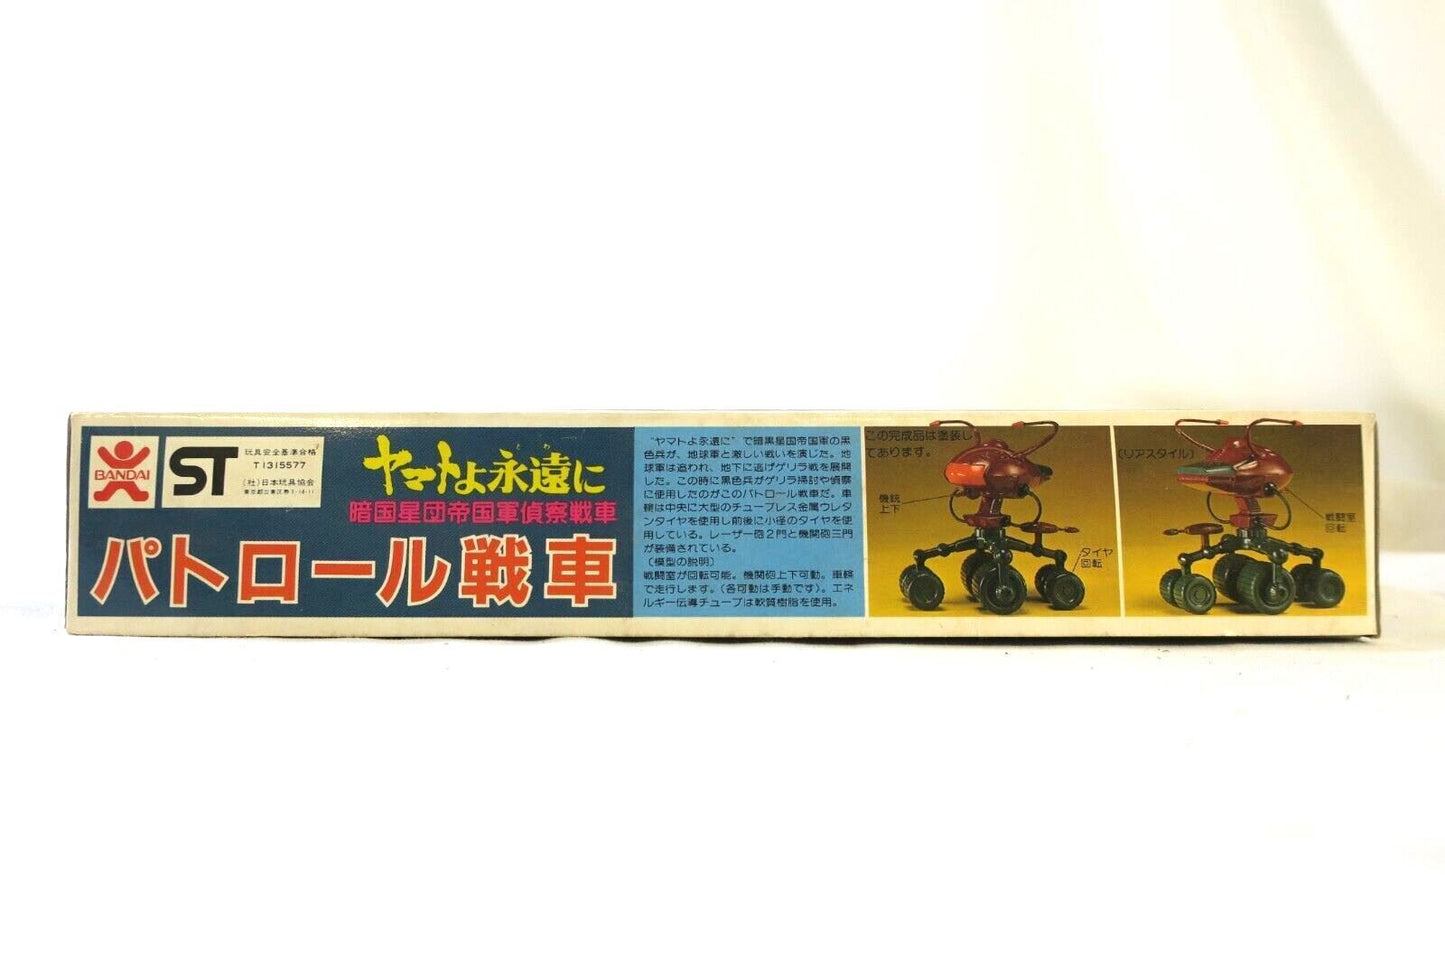 BANDAI
ST
玩具安全基準合格
T1315577
(社)日本玩具協会
とわ
ヤマトよ永遠に
暗国星団帝国軍偵察戦車
パトロール戦車
"ヤマトよ永遠に"で暗黒星国帝国軍の黒
色兵が、地球軍と激しい戦いを演じた。地
球軍は追われ、地下に逃げゲリラ戦を展開
した。この時に黒色兵がゲリラ掃討や偵察
に使用したのがこのパトロール戦車だ。車
輪は中央に大型のチューブレス金属ウレタ
ンタイヤを使用し前後に小径のタイヤを使
用している。レーザー砲2門と機関砲三門
が装備されている。
(模型の説明)
戦闘室が回転可能。機関砲上下可動。車輪
で走行します。(各可動は手動です)。エネ
ルギー伝導チューブは軟質樹脂を使用。
この完成品は塗装し
てあります。
機銃
上下
タイヤ
回転
(リアスタイル)
戦闘室
回転